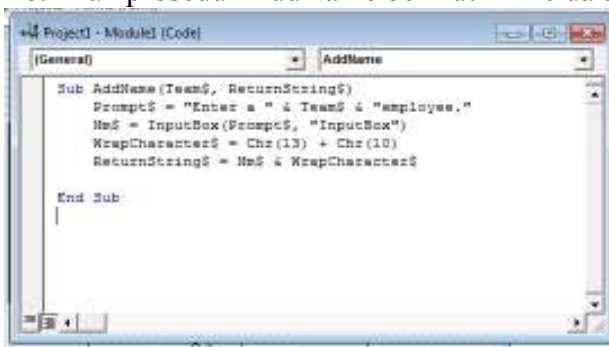 Project1 - Module1 (Code)
(General) AddName
Sub AddName(Team$, ReturnString$)
Prompt$ = "Enter a " & Team$ & "employee."
Nm$ = InputBox(Prompt$, "InputBox")
WrapCharacter$ = Chr(13) + Chr(10)
ReturnString$ = Nm$ & WrapCharacter$
End Sub